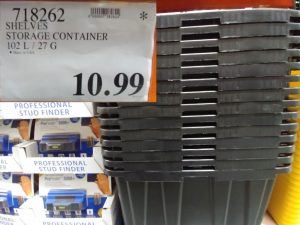 718262
*
SHELVES
STORAGE CONTAINER
102 L / 27 G
10.99
PROFESSIONAL
STUD FINDER
PROFESSIONAL
STUD FINDER